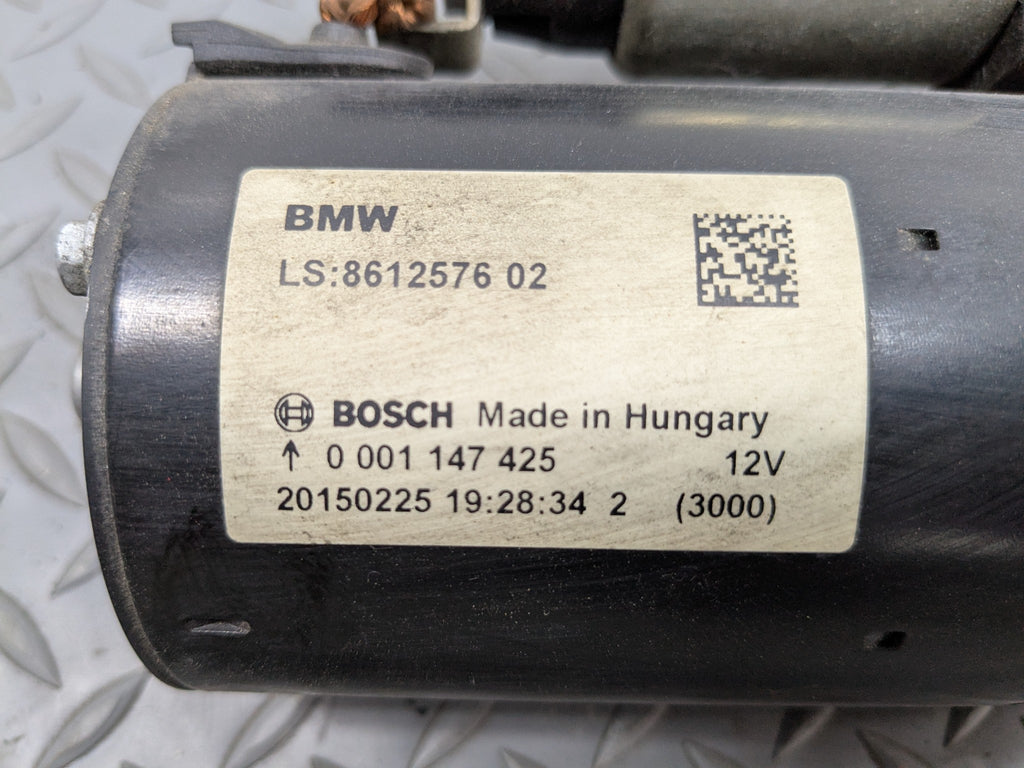 BMW
LS:8612576 02
BOSCH Made in Hungary
↑ 0 001 147 425 12V
20150225 19:28:34 2 (3000)